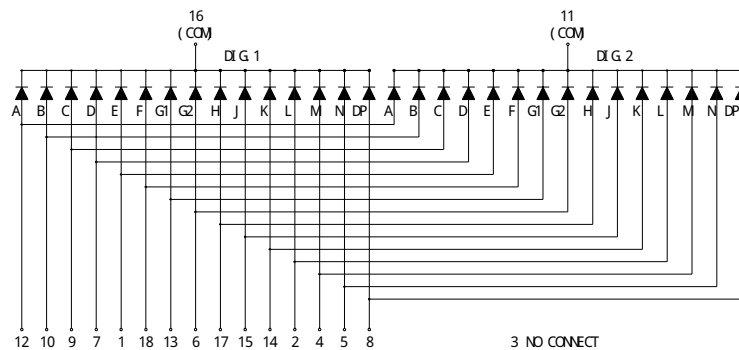 16 11
(COM) (COM)
DIG.1 DIG.2
A B C D E F G1 G2 H J K L M N DP A B C D E F G1 G2 H J K L M N DP
12 10 9 7 1 18 13 6 17 15 14 2 4 5 8 3 NO CONNECT